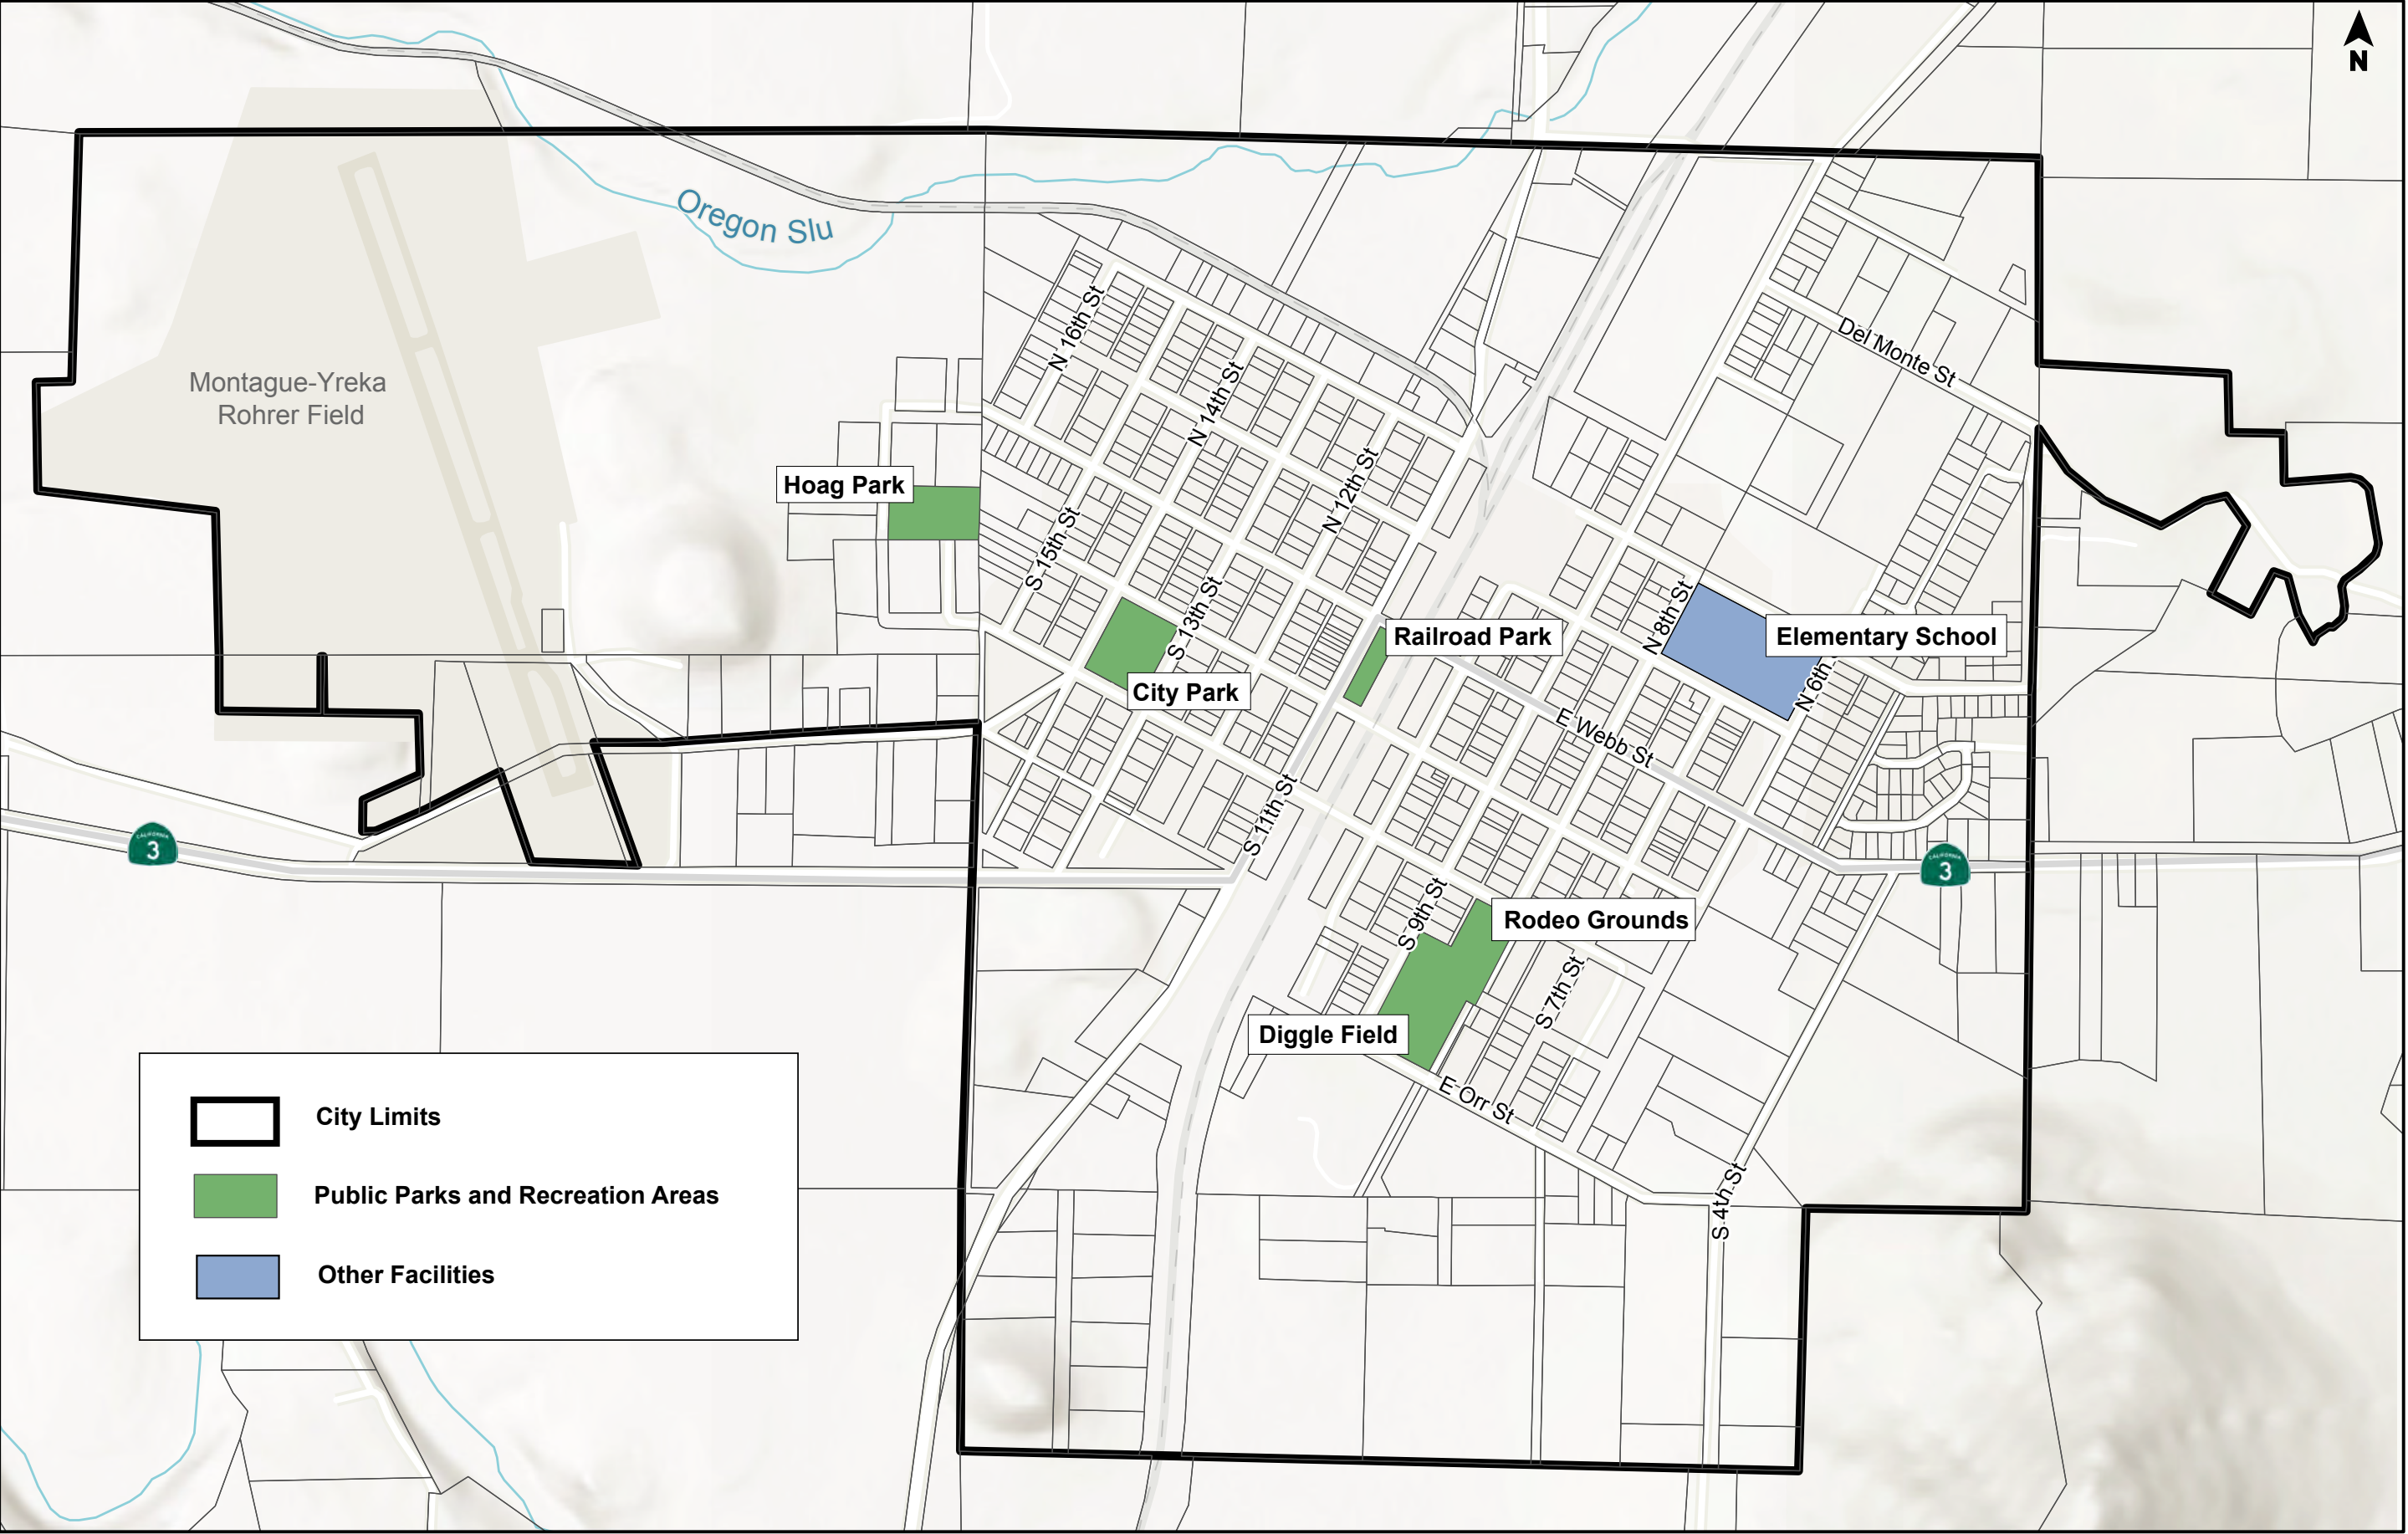 N
Oregon Slu
Montague-Yreka
Rohrer Field
Del Monte St
N 16th St
N 14th St
N 12th St
Hoag Park
S 15th St
S 13th St
N 8th St
Railroad Park
Elementary School
City Park
N 6th
E Webb St
S 11th St
CALIFORNIA
3
CALIFORNIA
3
S 9th St
Rodeo Grounds
S 7th St
Diggle Field
E Orr St
S 4th St
City Limits
Public Parks and Recreation Areas
Other Facilities